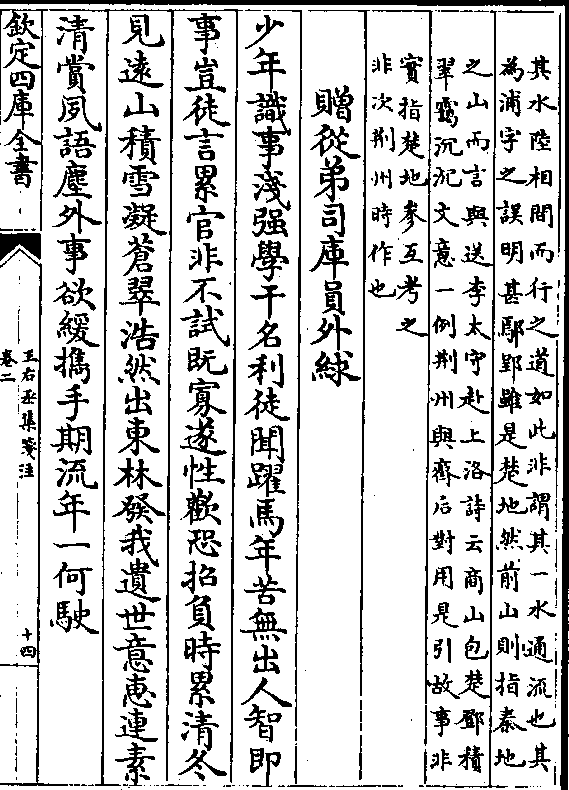 其水陸相間而行之道如此非謂其一水通流也其
為浦字之誤明甚鄢郢雖是楚地然前山則指秦地
之山而言與送李太守赴上洛詩云商山包楚鄧積
翠靄沉沉文意一例荆州與齊后對用是引故事非
實指楚地參互考之
非次荆州時作也
贈從弟司庫員外絿
少年識事淺强學干名利徒聞躍馬年苦無出人智即
事豈徒言累官非不試既寡遂性歡恐招負時累清冬
見遠山積雪凝蒼翠浩然出東林發我遺世意惠連素
清賞夙語塵外事欲緩攜手期流年一何駛
欽定四庫全書
王右丞集箋注
卷二
十四